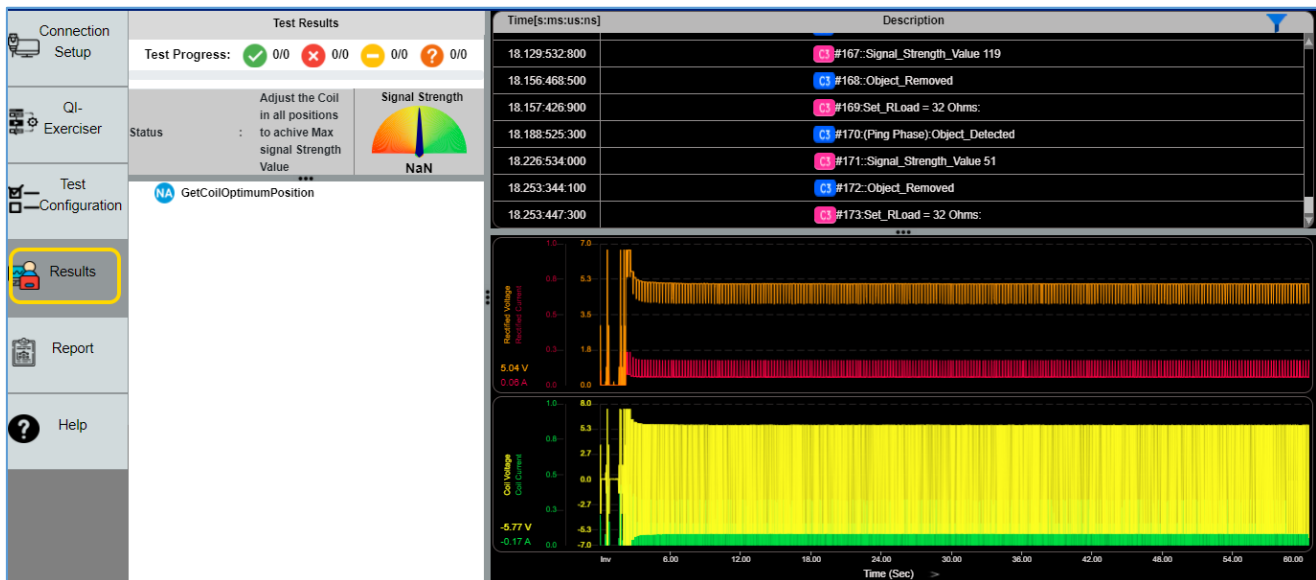 Connection
Setup
QI-
Exerciser
Test
Configuration
Results
Report
Help
Test Results
Test Progress: 0/0 0/0 0/0 0/0
Status :
Adjust the Coil
in all positions
to achive Max
signal Strength
Value
Signal Strength
NaN
NA GetCoilOptimumPosition
Time[s:ms:us:ns] Description
18.129:532:800 C3 #167::Signal_Strength_Value 119
18.156:468:500 C3 #168::Object_Removed
18.157:426:900 C3 #169:Set_RLoad = 32 Ohms:
18.188:525:300 C3 #170:(Ping Phase):Object_Detected
18.226:534:000 C3 #171::Signal_Strength_Value 51
18.253:344:100 C3 #172::Object_Removed
18.253:447:300 C3 #173:Set_RLoad = 32 Ohms:
Rectified Voltage
Rectified Current
1.0 7.0
0.8 5.3
0.5 3.5
0.3 1.8
5.04 V
0.06 A
0.0 0.0
Coil Voltage
Coil Current
1.0 8.0
5.3
0.8
2.7
0.5 0.0
0.3 -2.7
-5.77 V -5.3
-0.17 A 0.0 -7.0
Inv 6.00 12.00 18.00 24.00 30.00 36.00 42.00 48.00 54.00 60.00
Time (Sec) >